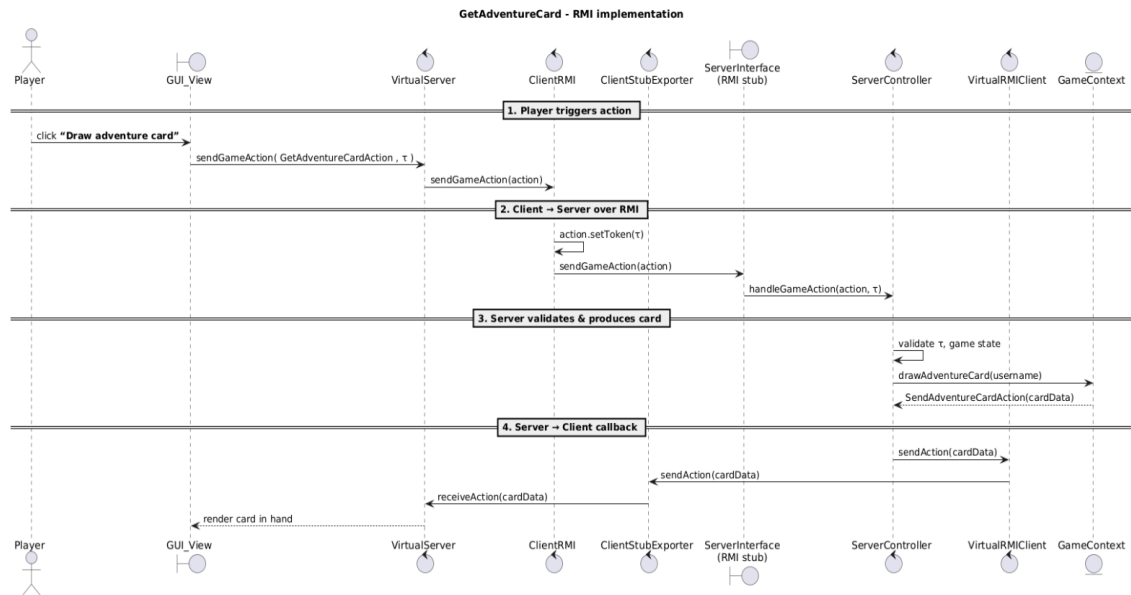 GetAdventureCard - RMI implementation
Player
GUI_View
VirtualServer
ClientRMI
ClientStubExporter
ServerInterface
(RMI stub)
ServerController
VirtualRMIClient
GameContext
1. Player triggers action
click “Draw adventure card”
sendGameAction( GetAdventureCardAction , τ )
sendGameAction(action)
2. Client → Server over RMI
action.setToken(τ)
sendGameAction(action)
handleGameAction(action, τ)
3. Server validates & produces card
validate τ, game state
drawAdventureCard(username)
SendAdventureCardAction(cardData)
4. Server → Client callback
sendAction(cardData)
sendAction(cardData)
receiveAction(cardData)
render card in hand
Player
GUI_View
VirtualServer
ClientRMI
ClientStubExporter
ServerInterface
(RMI stub)
ServerController
VirtualRMIClient
GameContext